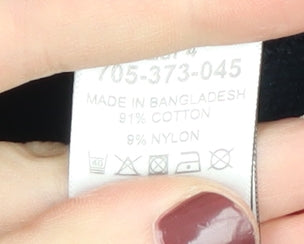 705-373-045
MADE IN BANGLADESH
91% COTTON
9% NYLON
40